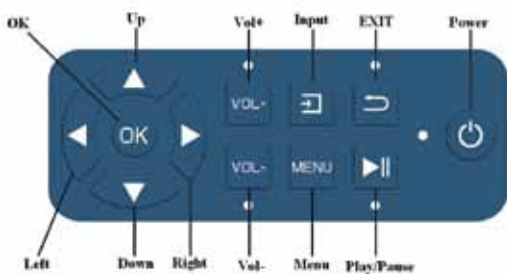 OK Up Vol+ Input EXIT Power
VOL-
OK
VOL- MENU
Left Down Right Vol- Menu Play/Pause